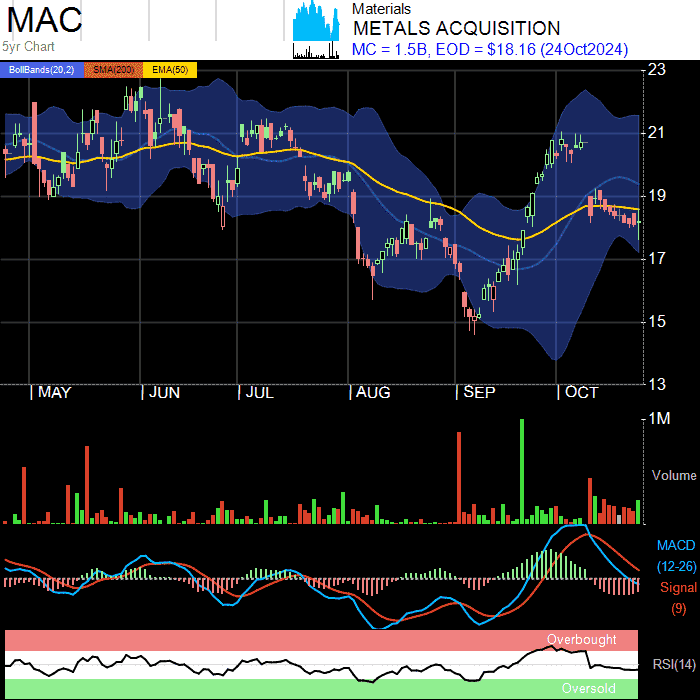 MAC
5yr Chart
Materials
METALS ACQUISITION
MC = 1.5B, EOD = $18.16 (24Oct2024)
BollBands(20,2) SMA(200) EMA(50)
23
21
19
17
15
13
MAY JUN JUL AUG SEP OCT
1M
Volume
MACD
(12-26)
Signal
(9)
Overbought
RSI(14)
Oversold